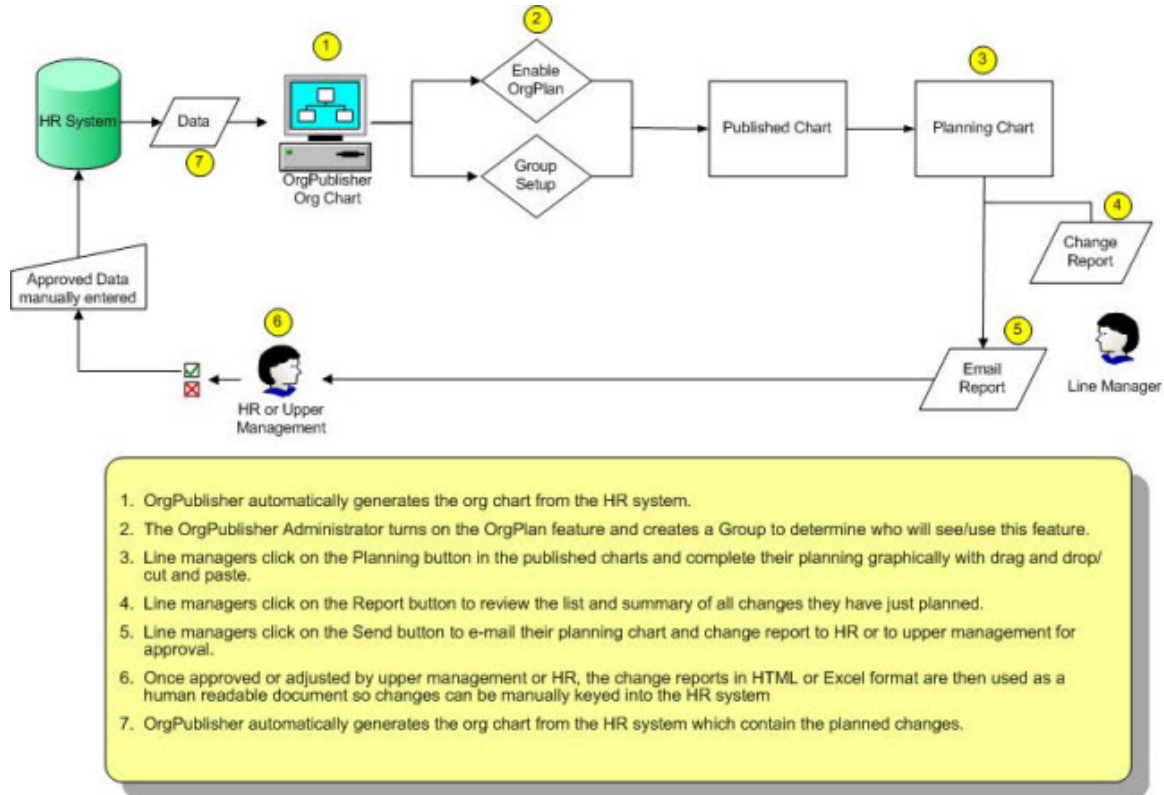 1
2
3
HR System
Data
7
OrgPublisher
Org Chart
Enable
OrgPlan
Group
Setup
Published Chart
Planning Chart
4
Change
Report
Approved Data
manually entered
6
HR or Upper
Management
5
Email
Report
Line Manager
1. OrgPublisher automatically generates the org chart from the HR system.
2. The OrgPublisher Administrator turns on the OrgPlan feature and creates a Group to determine who will see/use this feature.
3. Line managers click on the Planning button in the published charts and complete their planning graphically with drag and drop/
cut and paste.
4. Line managers click on the Report button to review the list and summary of all changes they have just planned.
5. Line managers click on the Send button to e-mail their planning chart and change report to HR or to upper management for
approval.
6. Once approved or adjusted by upper management or HR, the change reports in HTML or Excel format are then used as a
human readable document so changes can be manually keyed into the HR system
7. OrgPublisher automatically generates the org chart from the HR system which contain the planned changes.